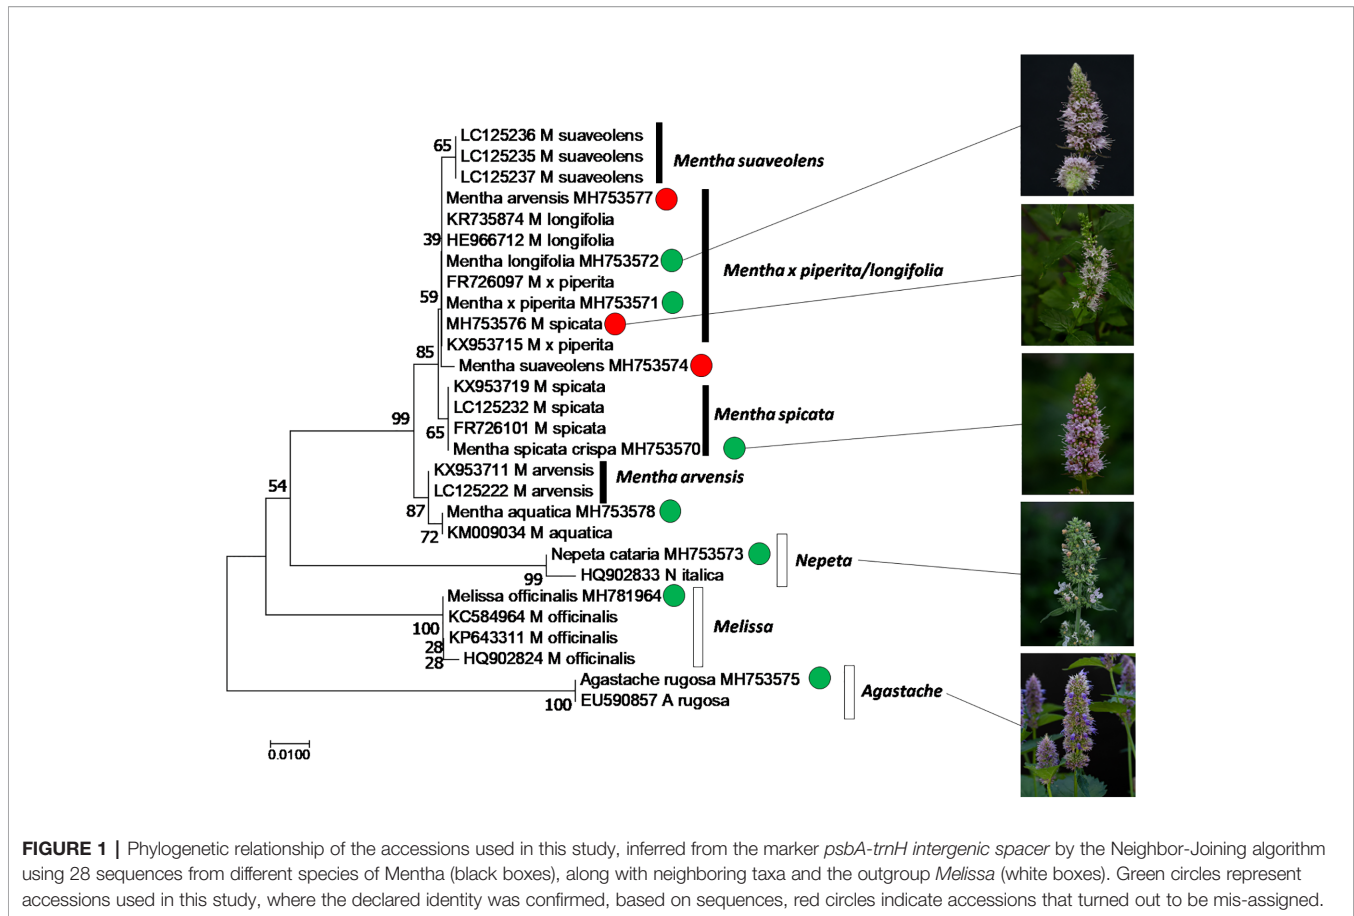 65
LC125236 M suaveolens
LC125235 M suaveolens
LC125237 M suaveolens
Mentha suaveolens
Mentha arvensis MH753577
KR735874 M longifolia
39
HE966712 M longifolia
Mentha longifolia MH753572
Mentha x piperita/longifolia
FR726097 M x piperita
59
Mentha x piperita MH753571
MH753576 M spicata
KX953715 M x piperita
85
Mentha suaveolens MH753574
KX953719 M spicata
LC125232 M spicata
Mentha spicata
99
FR726101 M spicata
65
Mentha spicata crispa MH753570
KX953711 M arvensis
Mentha arvensis
LC125222 M arvensis
54
87
Mentha aquatica MH753578
72
KM009034 M aquatica
Nepeta cataria MH753573
Nepeta
99
HQ902833 N italica
Melissa officinalis MH781964
KC584964 M officinalis
Melissa
100
KP643311 M officinalis
28
28
HQ902824 M officinalis
Agastache rugosa MH753575
Agastache
100
EU590857 A rugosa
0.0100
FIGURE 1 | Phylogenetic relationship of the accessions used in this study, inferred from the marker psbA-trnH intergenic spacer by the Neighbor-Joining algorithm
using 28 sequences from different species of Mentha (black boxes), along with neighboring taxa and the outgroup Melissa (white boxes). Green circles represent
accessions used in this study, where the declared identity was confirmed, based on sequences, red circles indicate accessions that turned out to be mis-assigned.